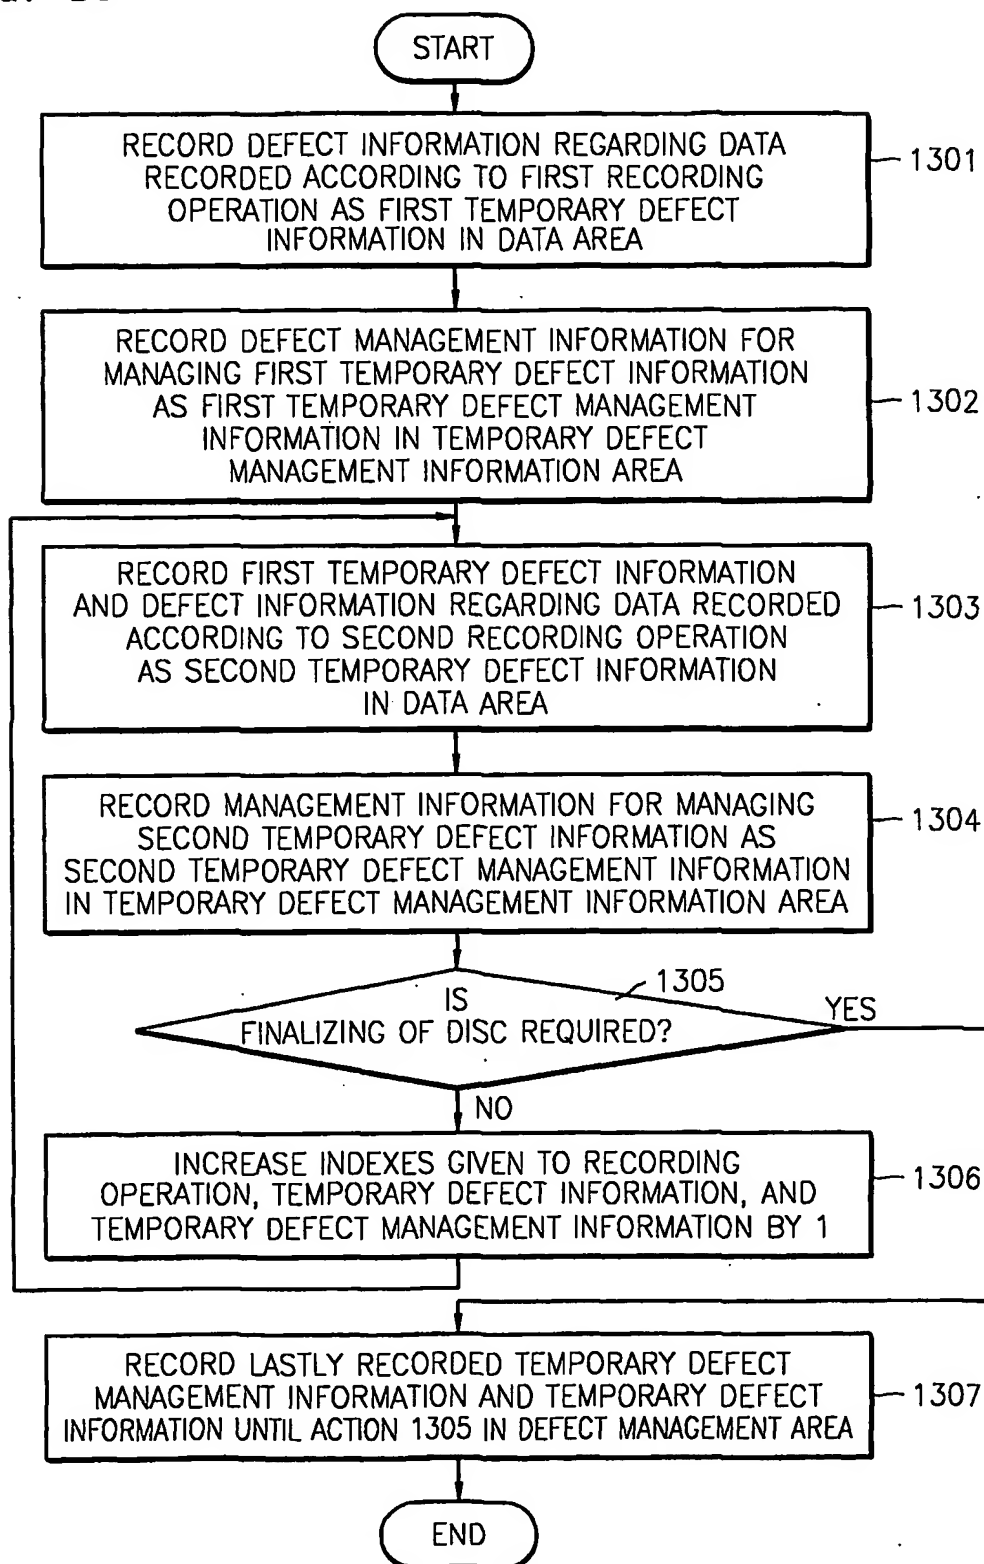 START
RECORD DEFECT INFORMATION REGARDING DATA
RECORDED ACCORDING TO FIRST RECORDING
OPERATION AS FIRST TEMPORARY DEFECT
INFORMATION IN DATA AREA
1301
RECORD DEFECT MANAGEMENT INFORMATION FOR
MANAGING FIRST TEMPORARY DEFECT INFORMATION
AS FIRST TEMPORARY DEFECT MANAGEMENT
INFORMATION IN TEMPORARY DEFECT
MANAGEMENT INFORMATION AREA
1302
RECORD FIRST TEMPORARY DEFECT INFORMATION
AND DEFECT INFORMATION REGARDING DATA RECORDED
ACCORDING TO SECOND RECORDING OPERATION
AS SECOND TEMPORARY DEFECT INFORMATION
IN DATA AREA
1303
RECORD MANAGEMENT INFORMATION FOR MANAGING
SECOND TEMPORARY DEFECT INFORMATION AS
SECOND TEMPORARY DEFECT MANAGEMENT INFORMATION
IN TEMPORARY DEFECT MANAGEMENT INFORMATION AREA
1304
IS
FINALIZING OF DISC REQUIRED?
1305
YES
NO
INCREASE INDEXES GIVEN TO RECORDING
OPERATION, TEMPORARY DEFECT INFORMATION, AND
TEMPORARY DEFECT MANAGEMENT INFORMATION BY 1
1306
RECORD LASTLY RECORDED TEMPORARY DEFECT
MANAGEMENT INFORMATION AND TEMPORARY DEFECT
INFORMATION UNTIL ACTION 1305 IN DEFECT MANAGEMENT AREA
1307
END